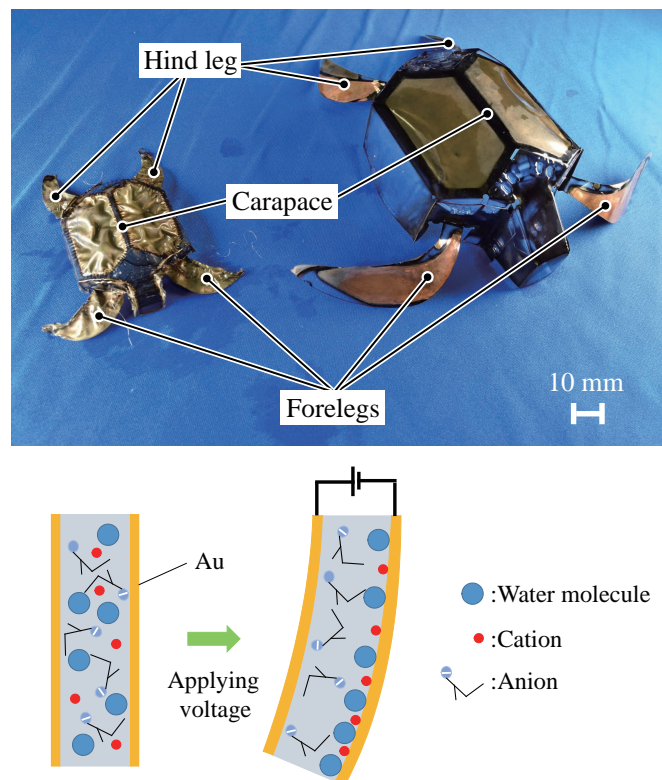 Hind leg
Carapace
Forelegs
10 mm
Au
Applying
voltage
:Water molecule
:Cation
:Anion